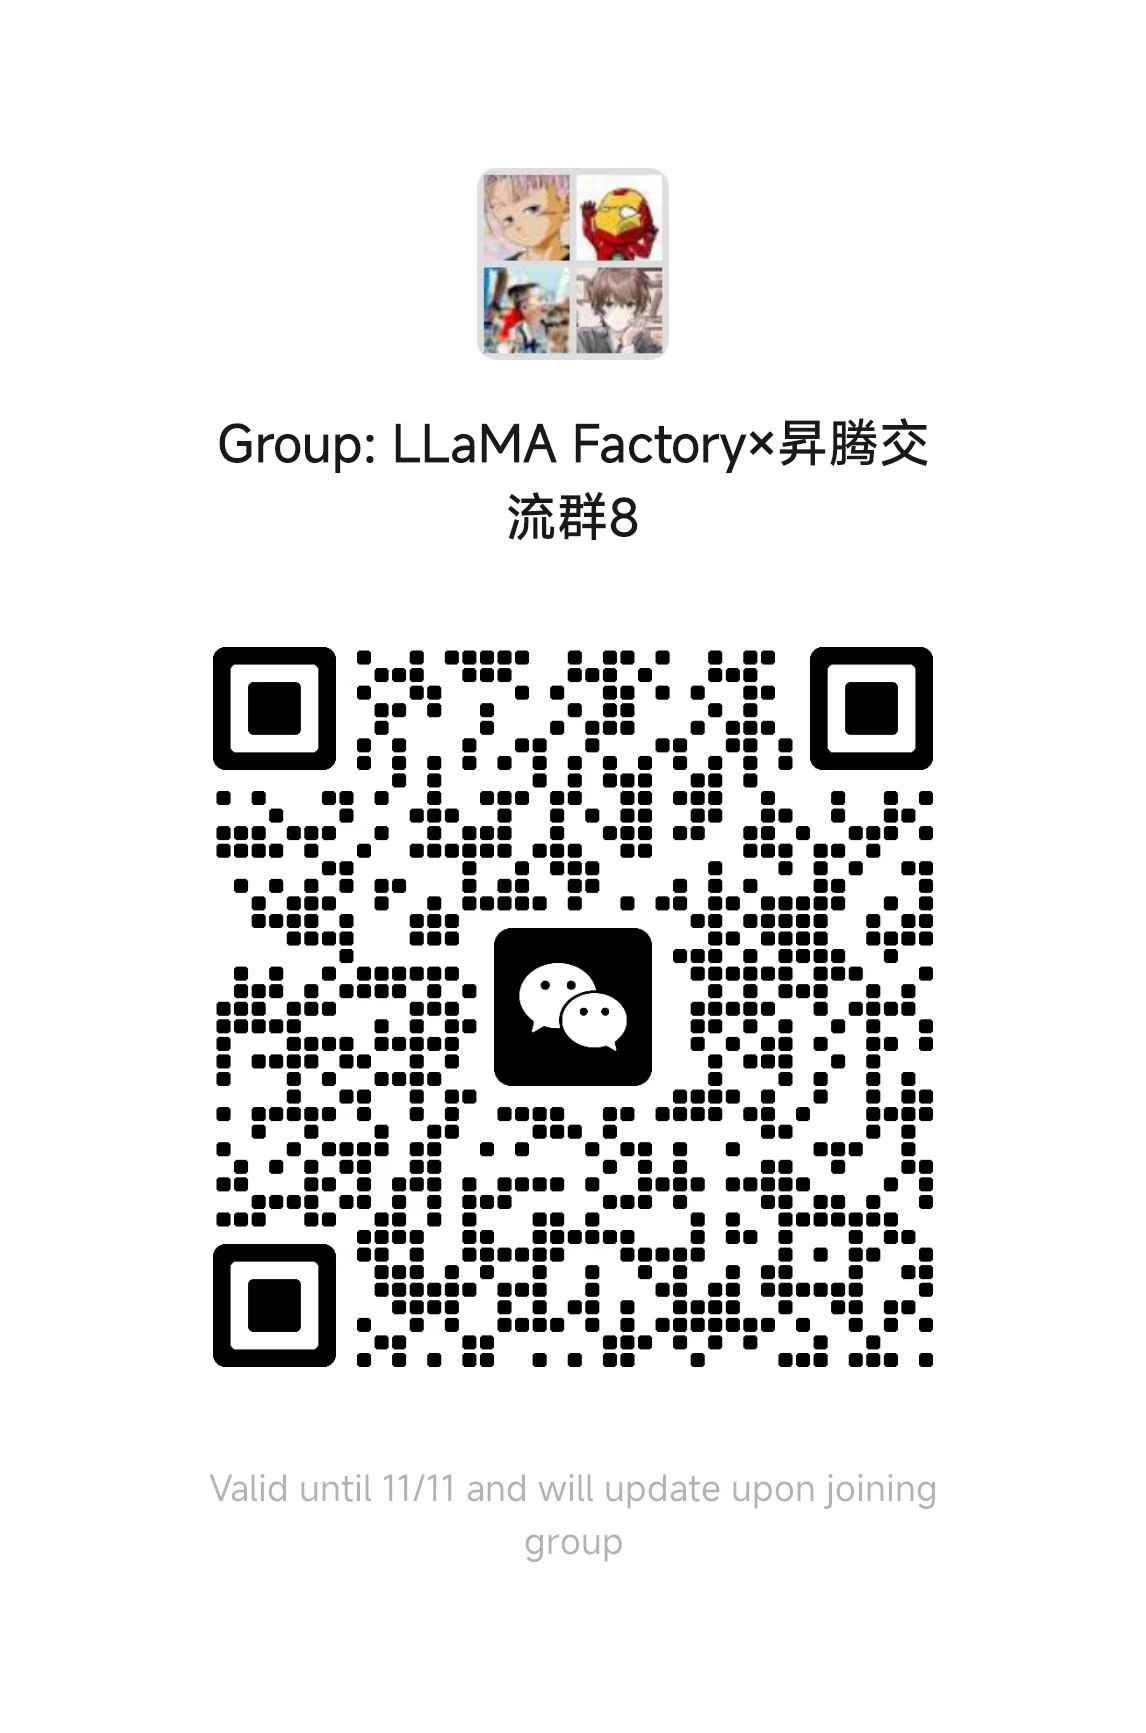 Group: LLaMA Factory×昇腾交
流群8
Valid until 11/11 and will update upon joining
group